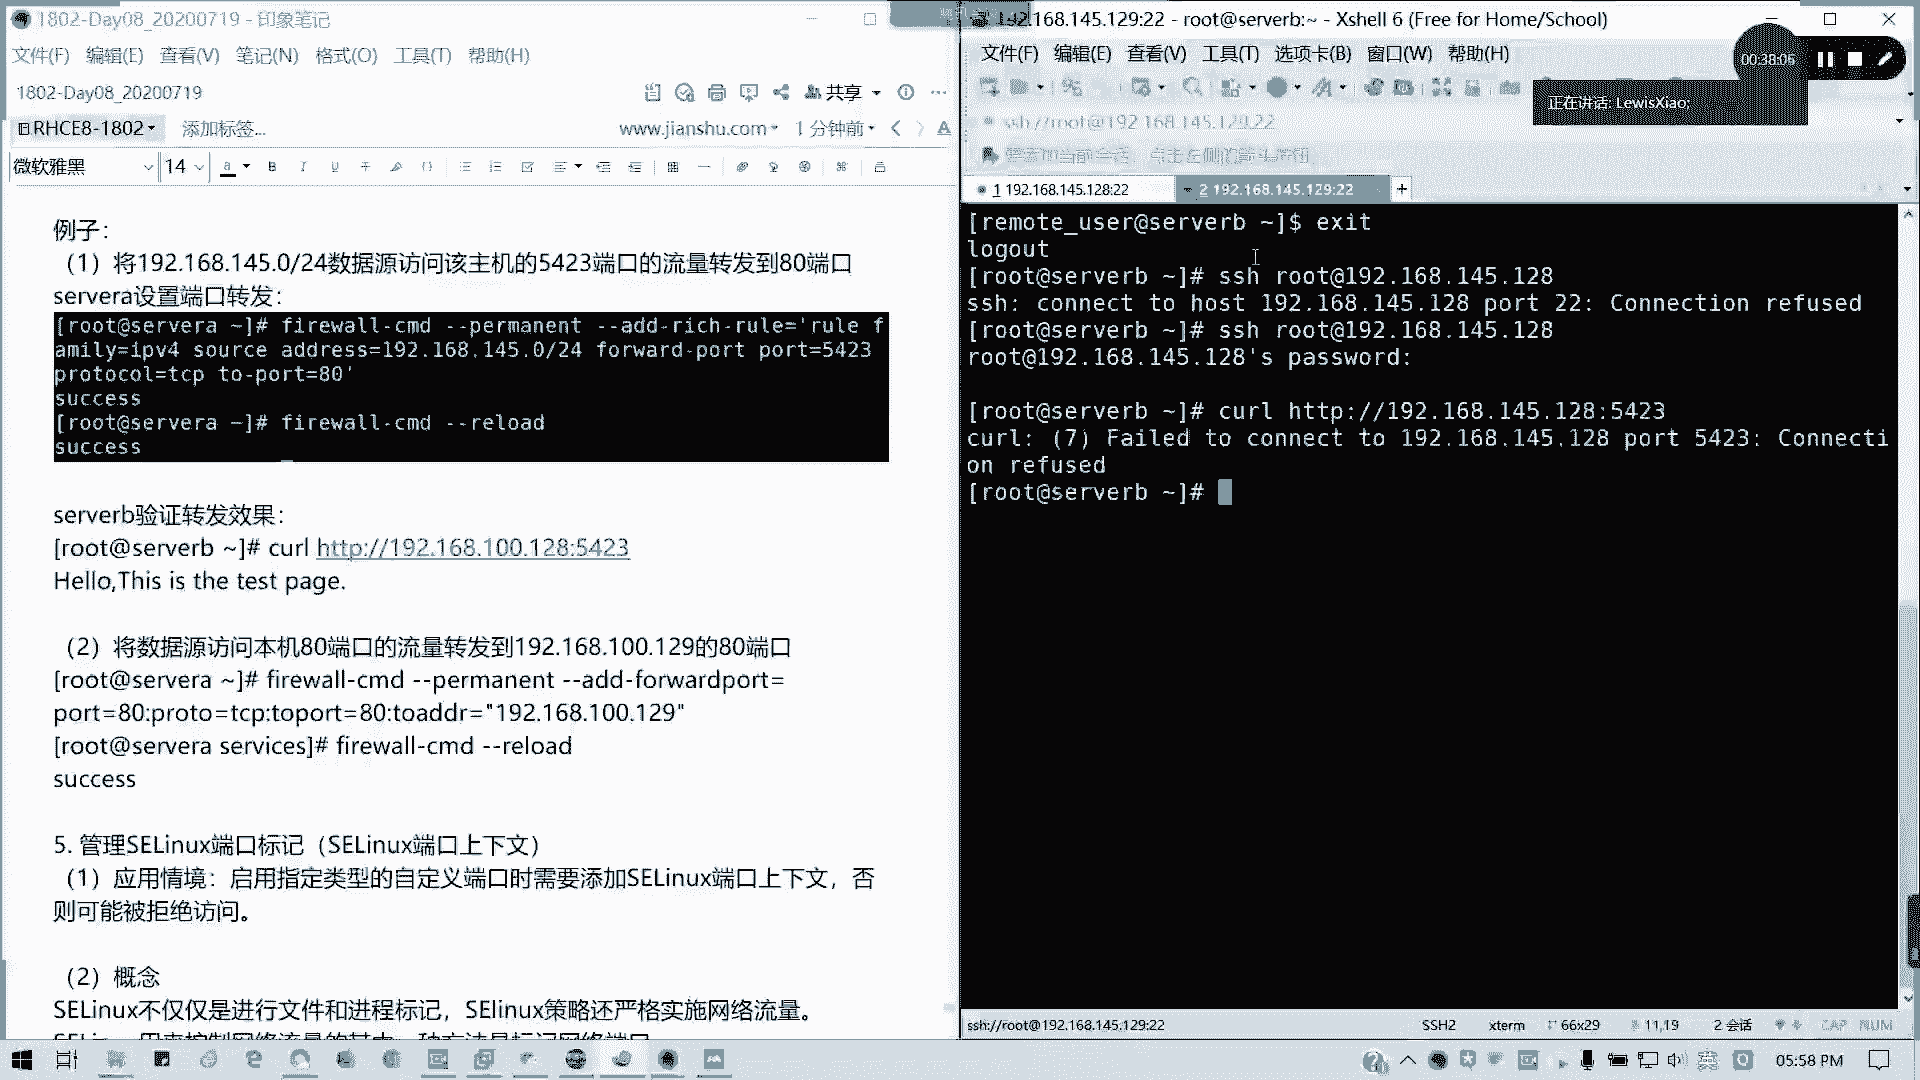 1802-Day08_20200719 - 印象笔记
文件(F) 编辑(E) 查看(V) 笔记(N) 格式(O) 工具(T) 帮助(H)
1802-Day08_20200719
共享
RHCE8-1802 添加标签...
www.jianshu.com 1 分钟前
微软雅黑 14
例子：
（1）将192.168.145.0/24数据源访问该主机的5423端口的流量转发到80端口
servera设置端口转发：
[root@servera ~]# firewall-cmd --permanent --add-rich-rule='rule f
amily=ipv4 source address=192.168.145.0/24 forward-port port=5423
protocol=tcp to-port=80'
success
[root@servera ~]# firewall-cmd --reload
success
serverb验证转发效果：
[root@serverb ~]# curl http://192.168.100.128:5423
Hello,This is the test page.
（2）将数据源访问本机80端口的流量转发到192.168.100.129的80端口
[root@servera ~]# firewall-cmd --permanent --add-forwardport=
port=80:proto=tcp:toport=80:toaddr="192.168.100.129"
[root@servera services]# firewall-cmd --reload
success
5. 管理SELinux端口标记（SELinux端口上下文）
（1）应用情境：启用指定类型的自定义端口时需要添加SELinux端口上下文，否
则可能被拒绝访问。
（2）概念
SELinux不仅仅是进行文件和进程标记，SElinux策略还严格实施网络流量。
192.168.145.129:22 - root@serverb:~ - Xshell 6 (Free for Home/School)
文件(F) 编辑(E) 查看(V) 工具(T) 选项卡(B) 窗口(W) 帮助(H)
00:38:05
正在讲话: LewisXiao;
ssh://root@192.168.145.129:22
要添加当前会话，点击左侧的箭头按钮
1 192.168.145.128:22
2 192.168.145.129:22
[remote_user@serverb ~]$ exit
logout
[root@serverb ~]# ssh root@192.168.145.128
ssh: connect to host 192.168.145.128 port 22: Connection refused
[root@serverb ~]# ssh root@192.168.145.128
root@192.168.145.128's password:
[root@serverb ~]# curl http://192.168.145.128:5423
curl: (7) Failed to connect to 192.168.145.128 port 5423: Connecti
on refused
[root@serverb ~]#
ssh://root@192.168.145.129:22 SSH2 xterm 66x29 11,19 2 会话 CAP NUM
英 05:58 PM